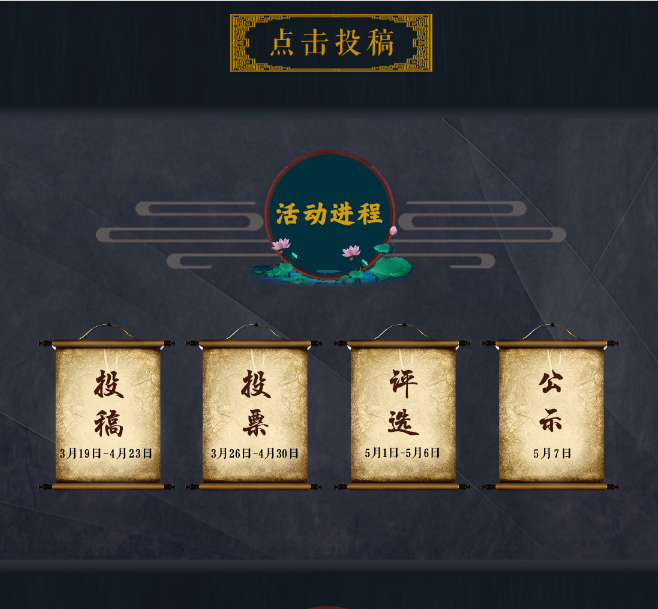 点击投稿
活动进程
投稿
3月19日-4月23日
投票
3月26日-4月30日
评选
5月1日-5月6日
公示
5月7日